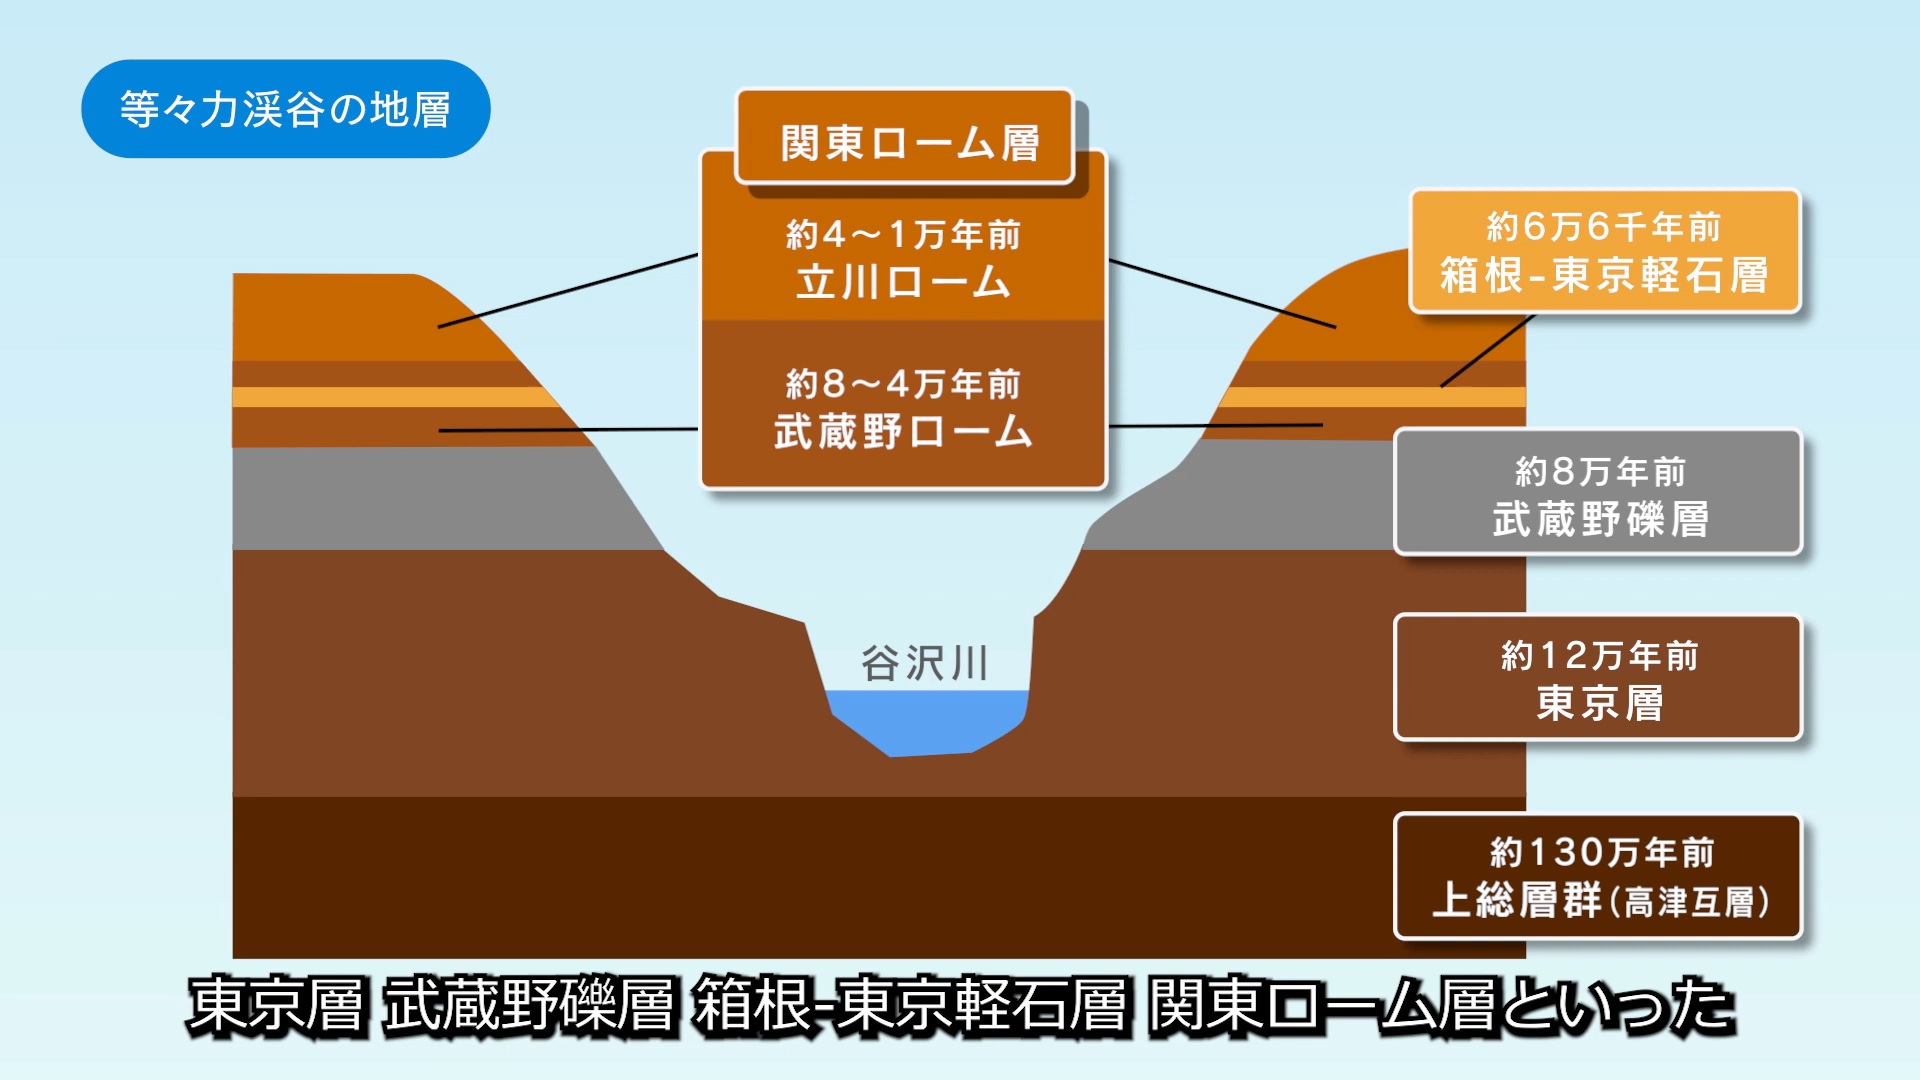 等々力渓谷の地層
関東ローム層
約4～1万年前
立川ローム
約8～4万年前
武蔵野ローム
約6万6千年前
箱根-東京軽石層
約8万年前
武蔵野礫層
約12万年前
東京層
約130万年前
上総層群(高津互層)
谷沢川
東京層 武蔵野礫層 箱根-東京軽石層 関東ローム層といった